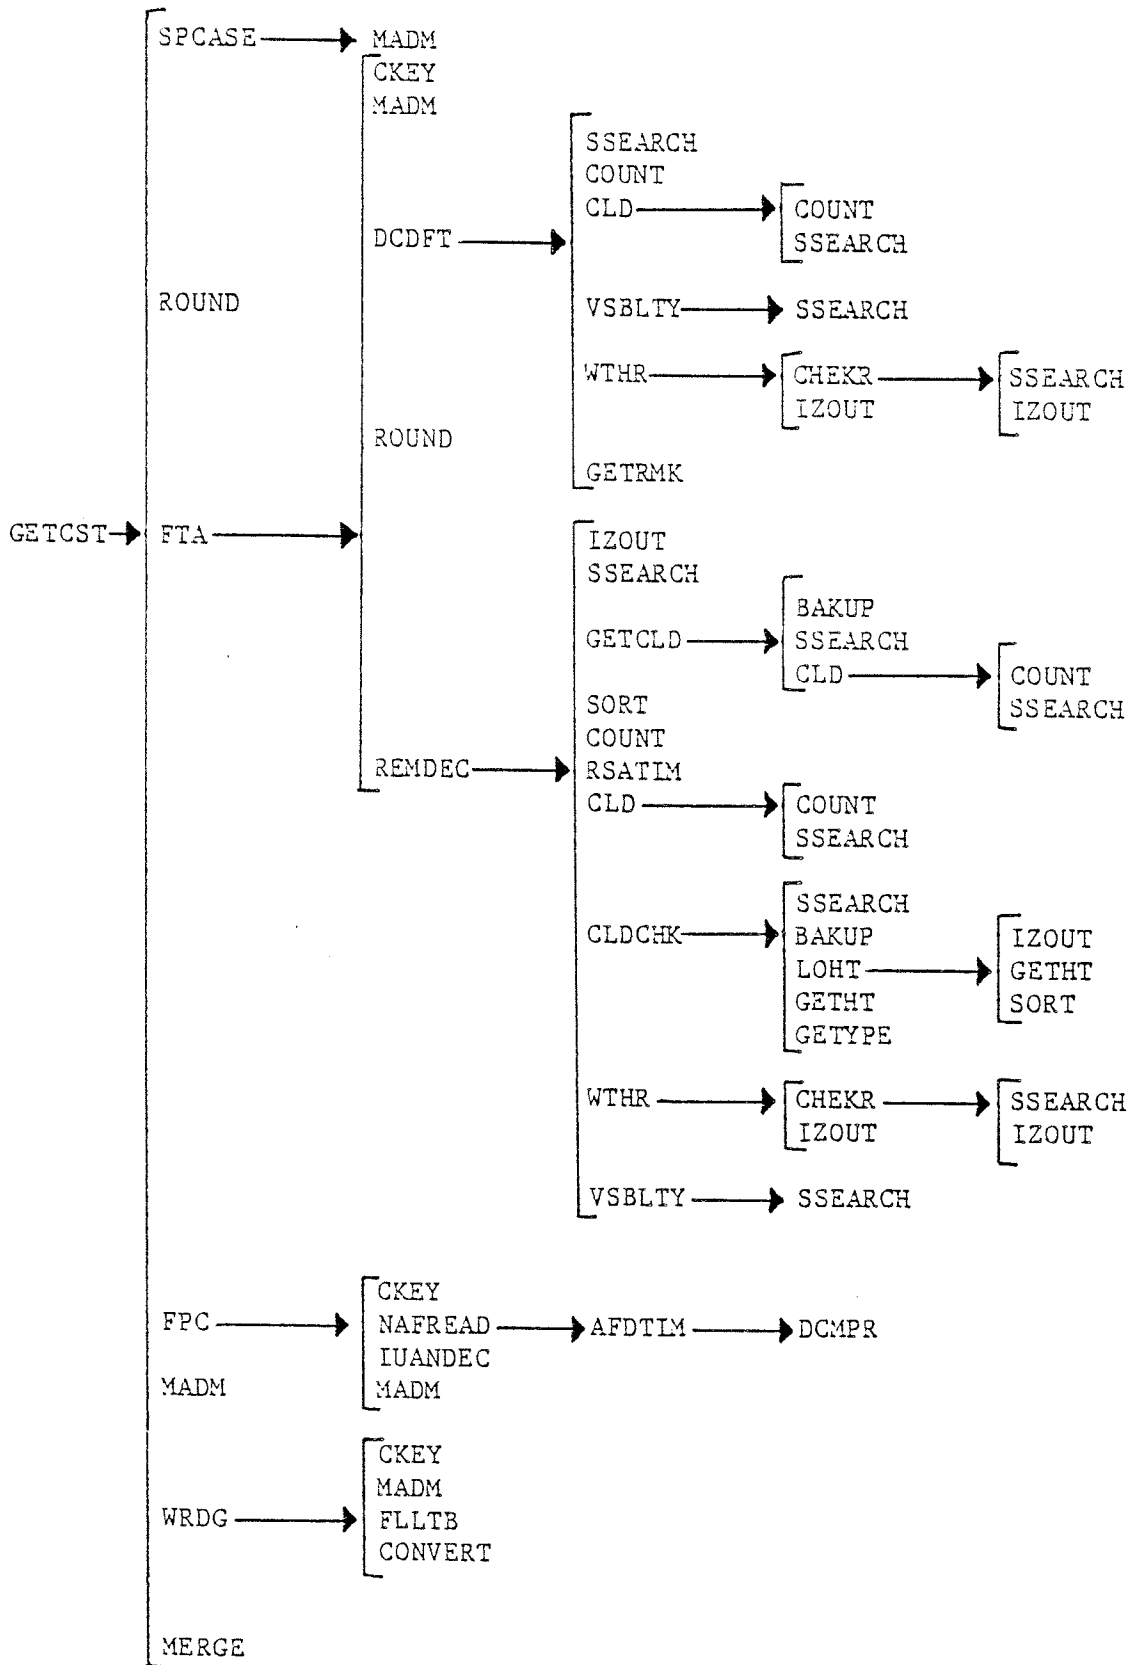 SPCASE MADM
CKEY
MADM
SSEARCH
COUNT
CLD COUNT
DCDFT SSEARCH
ROUND VSBLTY SSEARCH
WTHR CHEKR SSEARCH
IZOUT IZOUT
ROUND
GETRMK
GETCST FTA IZOUT
SSEARCH
BAKUP
GETCLD SSEARCH
CLD COUNT
SORT SSEARCH
COUNT
REMDEC RSATIM
CLD COUNT
SSEARCH
SSEARCH
CLDCHK BAKUP IZOUT
LOHT GETHT
GETHT SORT
GETYPE
WTHR CHEKR SSEARCH
IZOUT IZOUT
VSBLTY SSEARCH
CKEY
FPC NAFREAD AFDTIM DCMPR
IUANDEC
MADM MADM
CKEY
MADM
WRDG FLLTB
CONVERT
MERGE